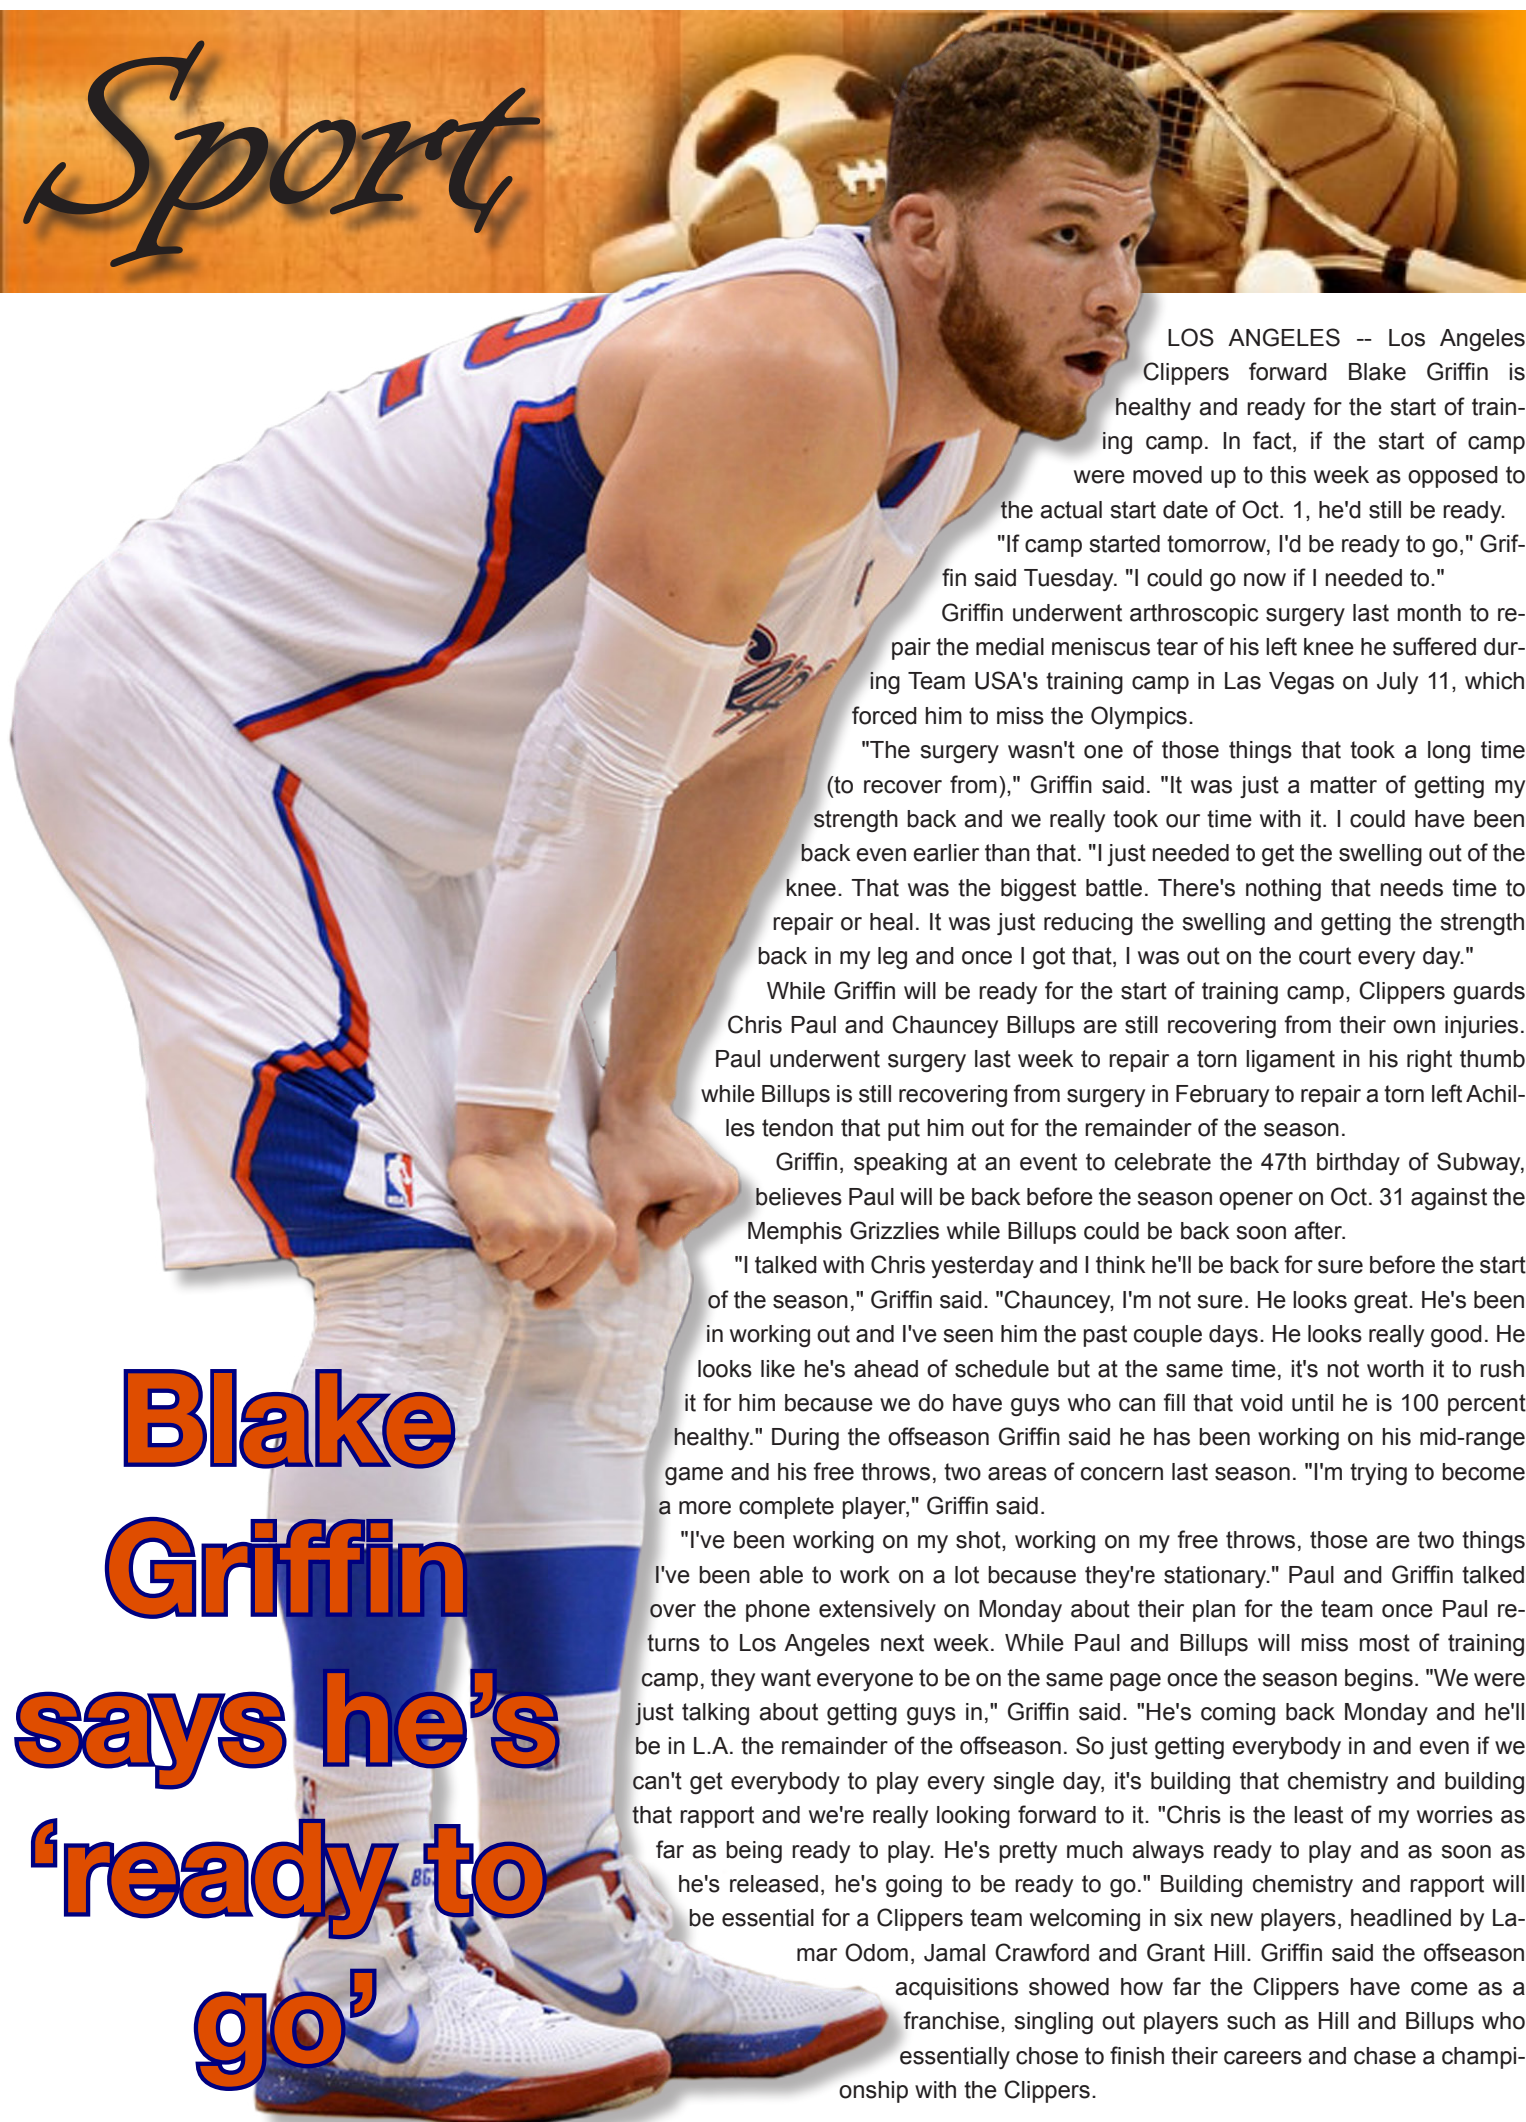 Sport
LOS ANGELES -- Los Angeles
Clippers forward Blake Griffin is
healthy and ready for the start of train-
ing camp. In fact, if the start of camp
were moved up to this week as opposed to
the actual start date of Oct. 1, he'd still be ready.
"If camp started tomorrow, I'd be ready to go," Grif-
fin said Tuesday. "I could go now if I needed to."
Griffin underwent arthroscopic surgery last month to re-
pair the medial meniscus tear of his left knee he suffered dur-
ing Team USA's training camp in Las Vegas on July 11, which
forced him to miss the Olympics.
"The surgery wasn't one of those things that took a long time
(to recover from)," Griffin said. "It was just a matter of getting my
strength back and we really took our time with it. I could have been
back even earlier than that. "I just needed to get the swelling out of the
knee. That was the biggest battle. There's nothing that needs time to
repair or heal. It was just reducing the swelling and getting the strength
back in my leg and once I got that, I was out on the court every day."
While Griffin will be ready for the start of training camp, Clippers guards
Chris Paul and Chauncey Billups are still recovering from their own injuries.
Paul underwent surgery last week to repair a torn ligament in his right thumb
while Billups is still recovering from surgery in February to repair a torn left Achil-
les tendon that put him out for the remainder of the season.
Griffin, speaking at an event to celebrate the 47th birthday of Subway,
believes Paul will be back before the season opener on Oct. 31 against the
Memphis Grizzlies while Billups could be back soon after.
"I talked with Chris yesterday and I think he'll be back for sure before the start
of the season," Griffin said. "Chauncey, I'm not sure. He looks great. He's been
in working out and I've seen him the past couple days. He looks really good. He
looks like he's ahead of schedule but at the same time, it's not worth it to rush
it for him because we do have guys who can fill that void until he is 100 percent
healthy." During the offseason Griffin said he has been working on his mid-range
game and his free throws, two areas of concern last season. "I'm trying to become
a more complete player," Griffin said.
"I've been working on my shot, working on my free throws, those are two things
I've been able to work on a lot because they're stationary." Paul and Griffin talked
over the phone extensively on Monday about their plan for the team once Paul re-
turns to Los Angeles next week. While Paul and Billups will miss most of training
camp, they want everyone to be on the same page once the season begins. "We were
just talking about getting guys in," Griffin said. "He's coming back Monday and he'll
be in L.A. the remainder of the offseason. So just getting everybody in and even if we
can't get everybody to play every single day, it's building that chemistry and building
that rapport and we're really looking forward to it. "Chris is the least of my worries as
far as being ready to play. He's pretty much always ready to play and as soon as
he's released, he's going to be ready to go." Building chemistry and rapport will
be essential for a Clippers team welcoming in six new players, headlined by La-
mar Odom, Jamal Crawford and Grant Hill. Griffin said the offseason
acquisitions showed how far the Clippers have come as a
franchise, singling out players such as Hill and Billups who
essentially chose to finish their careers and chase a champi-
onship with the Clippers.
Blake
Griffin
says he’s
‘ready to
go’